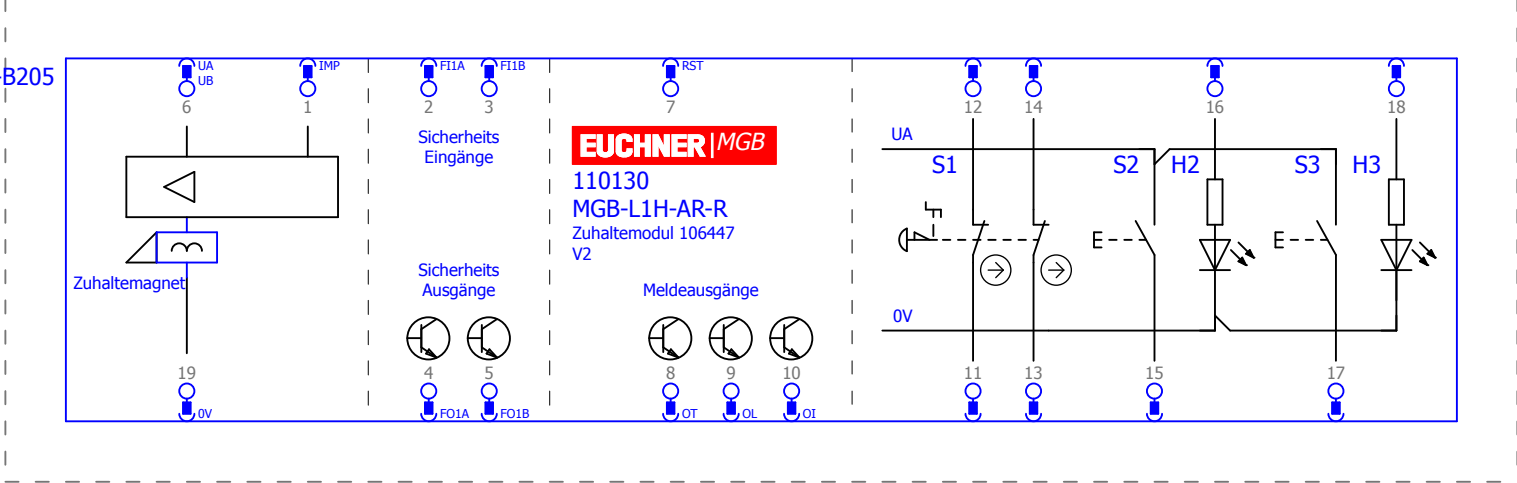 -B205
UA
UB
IMP
FI1A
FI1B
RST
6
1
2
3
7
12
14
16
18
Sicherheits
Eingänge
EUCHNER|MGB
110130
MGB-L1H-AR-R
Zuhaltemodul 106447
V2
UA
S1
S2
H2
S3
H3
Zuhaltemagnet
Sicherheits
Ausgänge
Meldeausgänge
0V
19
4
5
8
9
10
11
13
15
17
0V
FO1A
FO1B
OT
OL
OI